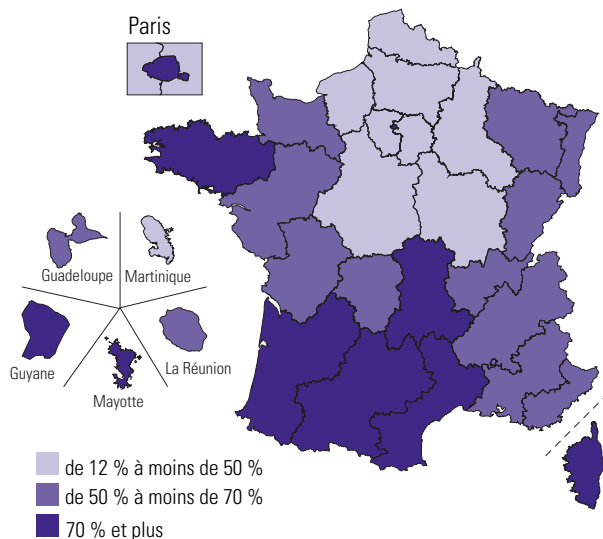 Paris
Guadeloupe
Martinique
Guyane
Mayotte
La Réunion
de 12 % à moins de 50 %
de 50 % à moins de 70 %
70 % et plus